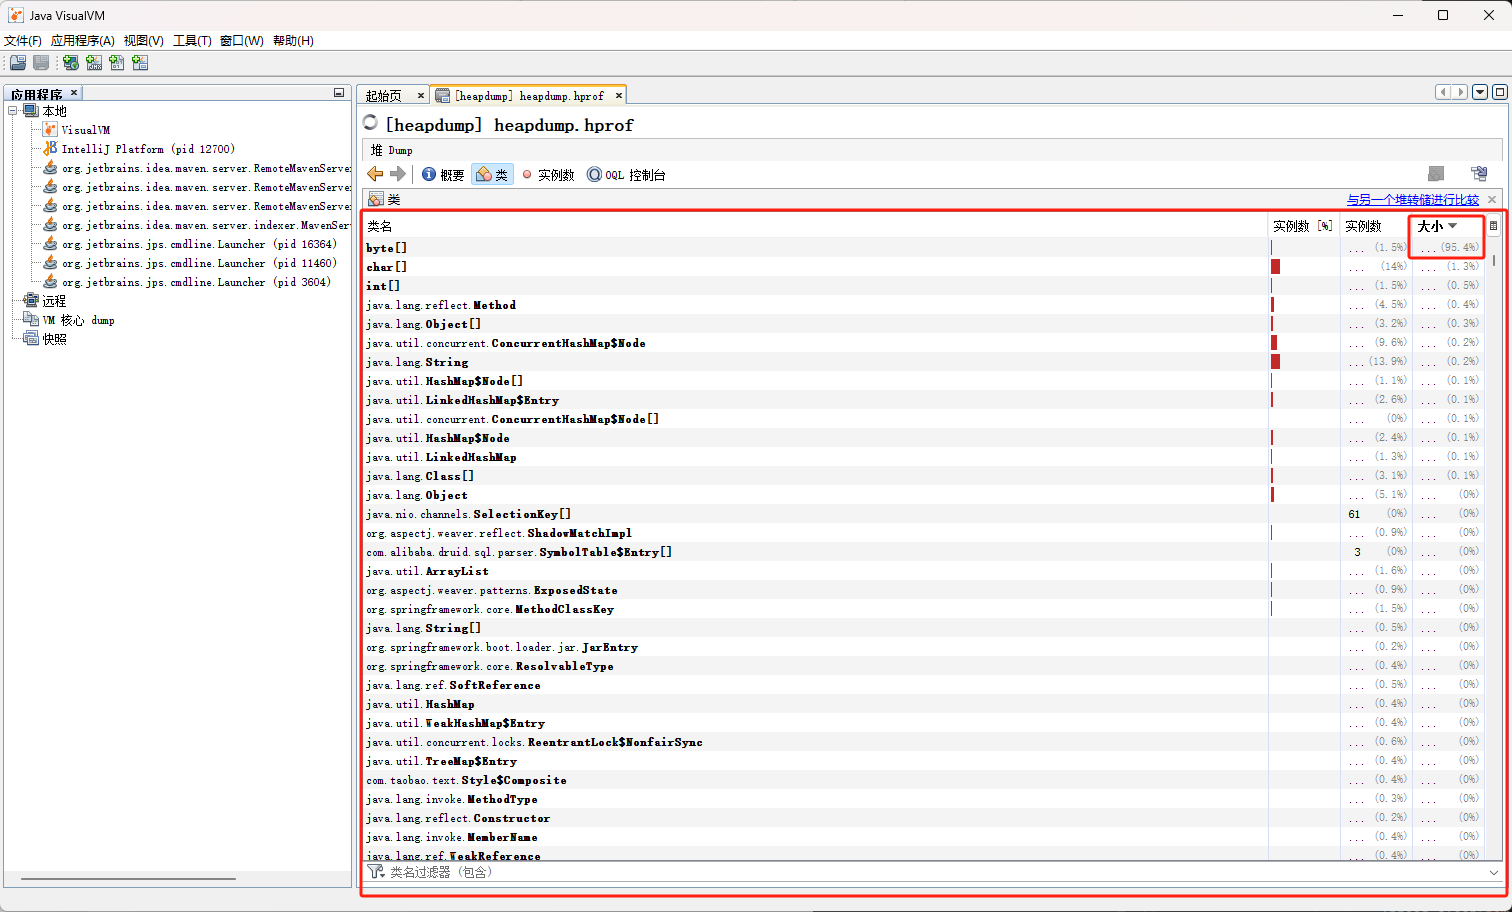 Java VisualVM
文件(F) 应用程序(A) 视图(V) 工具(T) 窗口(W) 帮助(H)
应用程序
本地
VisualVM
IntelliJ Platform (pid 12700)
org.jetbrains.idea.maven.server.RemoteMavenServer
org.jetbrains.idea.maven.server.RemoteMavenServer
org.jetbrains.idea.maven.server.RemoteMavenServer
org.jetbrains.idea.maven.server.indexer.MavenServ
org.jetbrains.jps.cmdline.Launcher (pid 16364)
org.jetbrains.jps.cmdline.Launcher (pid 11460)
org.jetbrains.jps.cmdline.Launcher (pid 3604)
远程
VM 核心 dump
快照
起始页 [heapdump] heapdump.hprof
[heapdump] heapdump.hprof
堆 Dump
概要 类 实例数 OQL 控制台
类 与另一个堆转储进行比较
类名 实例数 [%] 实例数 大小
byte[] ... (1.5%) ... (95.4%)
char[] ... (14%) ... (1.3%)
int[] ... (1.5%) ... (0.5%)
java.lang.reflect.Method ... (4.5%) ... (0.4%)
java.lang.Object[] ... (3.2%) ... (0.3%)
java.util.concurrent.ConcurrentHashMap$Node ... (9.6%) ... (0.2%)
java.lang.String ... (13.9%) ... (0.2%)
java.util.HashMap$Node[] ... (1.1%) ... (0.1%)
java.util.LinkedHashMap$Entry ... (2.6%) ... (0.1%)
java.util.concurrent.ConcurrentHashMap$Node[] ... (0%) ... (0.1%)
java.util.HashMap$Node ... (2.4%) ... (0.1%)
java.util.LinkedHashMap ... (1.3%) ... (0.1%)
java.lang.Class[] ... (3.1%) ... (0.1%)
java.lang.Object ... (5.1%) ... (0%)
java.nio.channels.SelectionKey[] 61 (0%) ... (0%)
org.aspectj.weaver.reflect.ShadowMatchImpl ... (0.9%) ... (0%)
com.alibaba.druid.sql.parser.SymbolTable$Entry[] 3 (0%) ... (0%)
java.util.ArrayList ... (1.6%) ... (0%)
org.aspectj.weaver.patterns.ExposedState ... (0.9%) ... (0%)
org.springframework.core.MethodClassKey ... (1.5%) ... (0%)
java.lang.String[] ... (0.5%) ... (0%)
org.springframework.boot.loader.jar.JarEntry ... (0.2%) ... (0%)
org.springframework.core.ResolvableType ... (0.4%) ... (0%)
java.lang.ref.SoftReference ... (0.5%) ... (0%)
java.util.HashMap ... (0.4%) ... (0%)
java.util.WeakHashMap$Entry ... (0.4%) ... (0%)
java.util.concurrent.locks.ReentrantLock$NonfairSync ... (0.6%) ... (0%)
java.util.TreeMap$Entry ... (0.4%) ... (0%)
com.taobao.text.Style$Composite ... (0.4%) ... (0%)
java.lang.invoke.MethodType ... (0.3%) ... (0%)
java.lang.reflect.Constructor ... (0.2%) ... (0%)
java.lang.invoke.MemberName ... (0.4%) ... (0%)
java.lang.ref.WeakReference ... (0.4%) ... (0%)
类名过滤器 (包含)